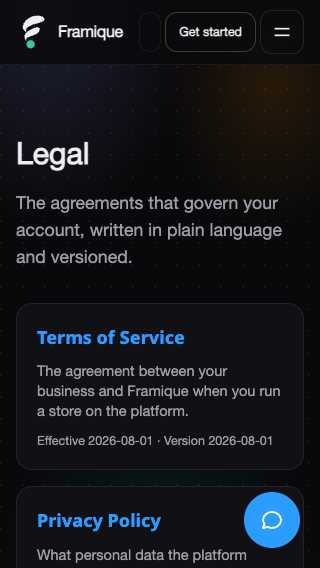 Framique
Get started
Legal
The agreements that govern your
account, written in plain language
and versioned.
Terms of Service
The agreement between your
business and Framique when you run
a store on the platform.
Effective 2026-08-01 · Version 2026-08-01
Privacy Policy
What personal data the platform